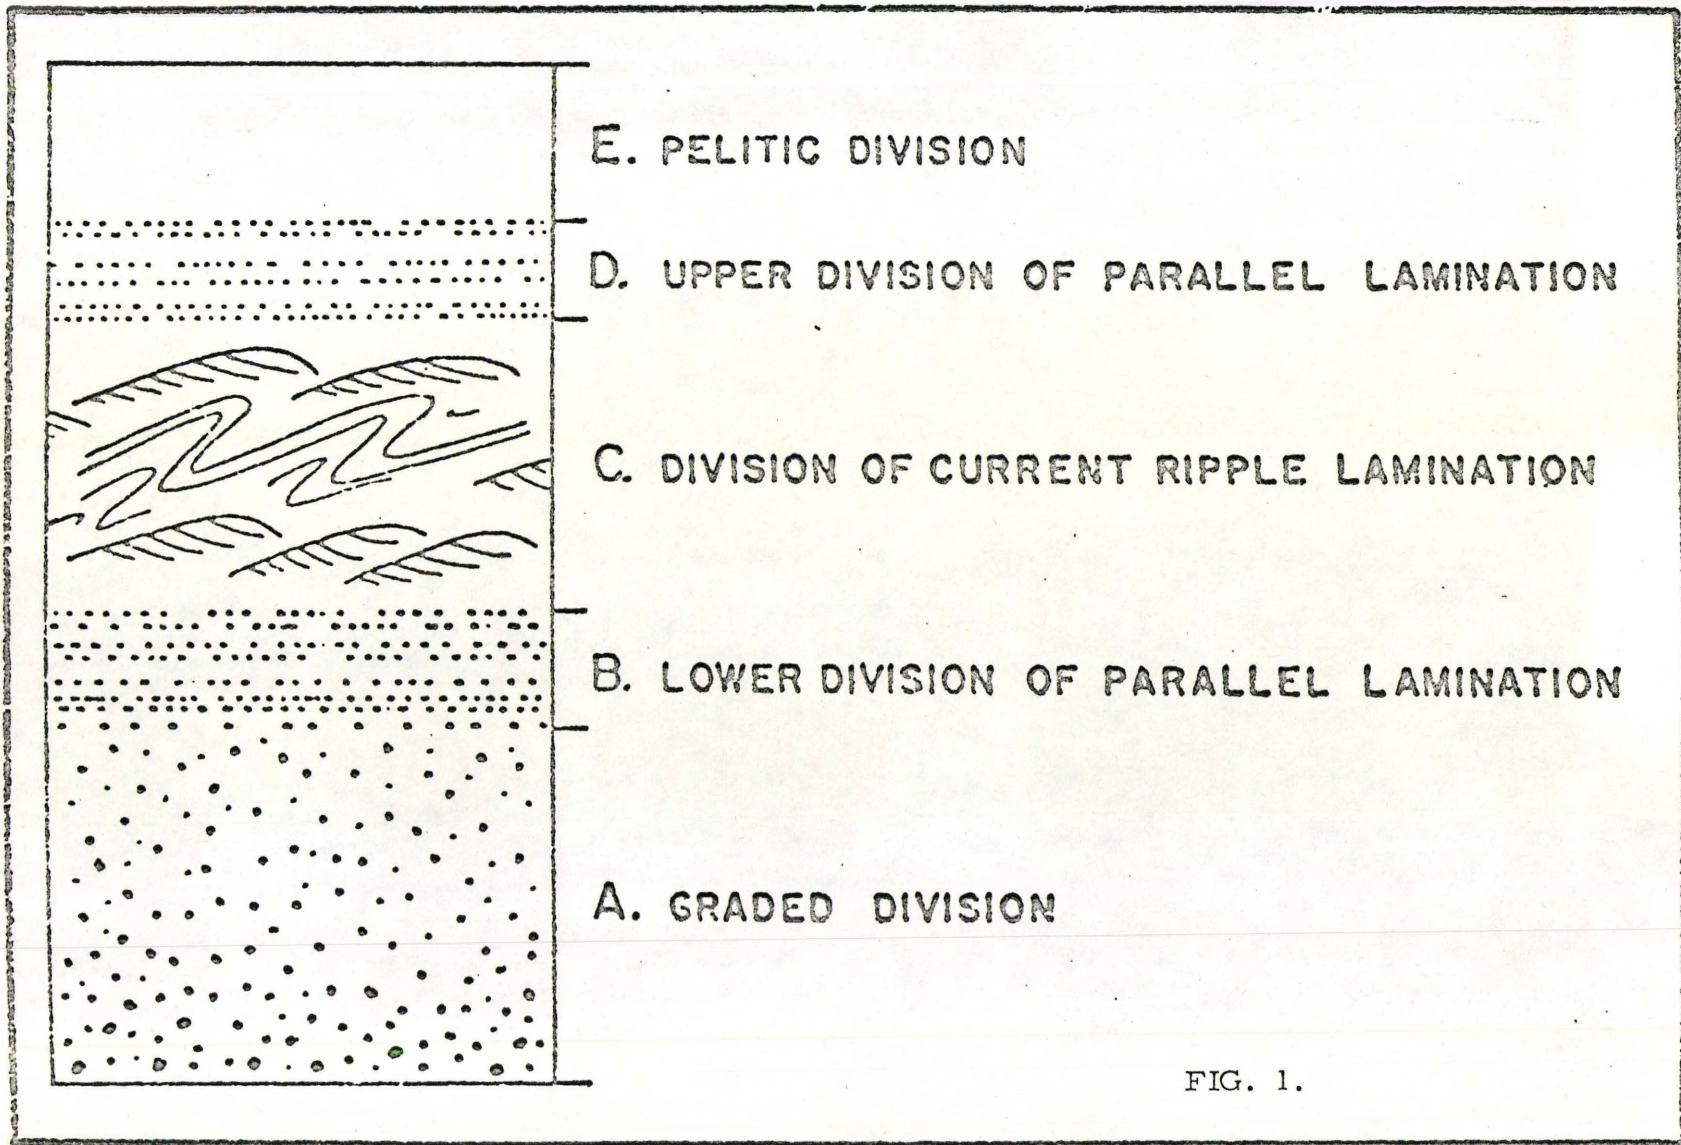 E. PELITIC DIVISION
D. UPPER DIVISION OF PARALLEL LAMINATION
C. DIVISION OF CURRENT RIPPLE LAMINATION
B. LOWER DIVISION OF PARALLEL LAMINATION
A. GRADED DIVISION
FIG. 1.